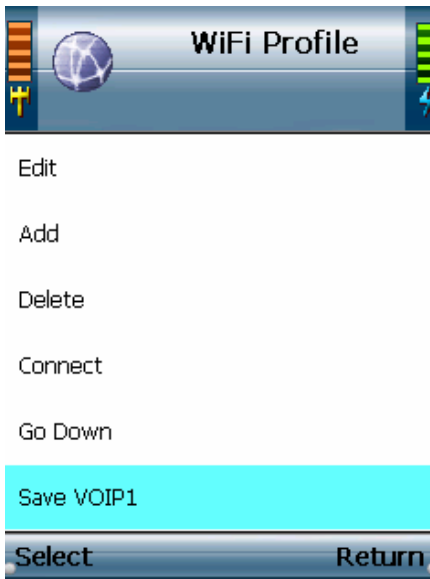 WiFi Profile
Edit
Add
Delete
Connect
Go Down
Save VOIP1
Select Return